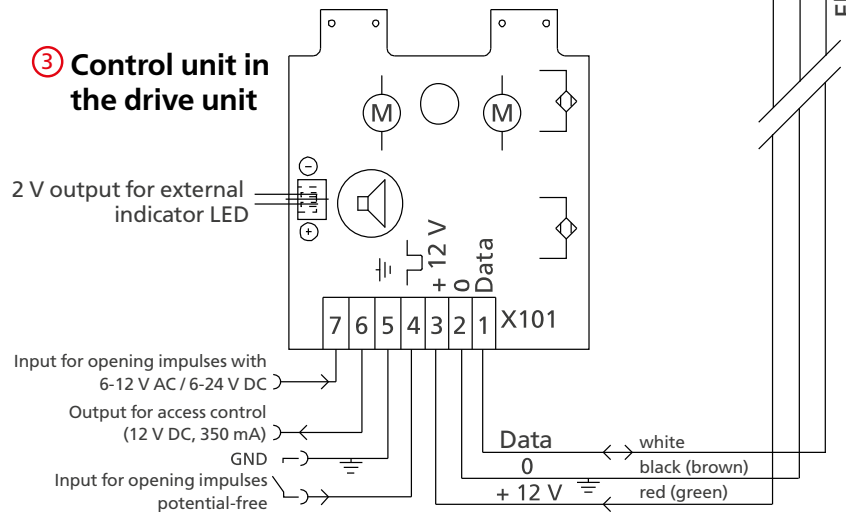 ③ Control unit in
the drive unit
M
M
2 V output for external
indicator LED
+ 12 V
0
Data
7 6 5 4 3 2 1 X101
Input for opening impulses with
6-12 V AC / 6-24 V DC
Output for access control
(12 V DC, 350 mA)
GND
Input for opening impulses
potential-free
Data white
0 black (brown)
+ 12 V red (green)